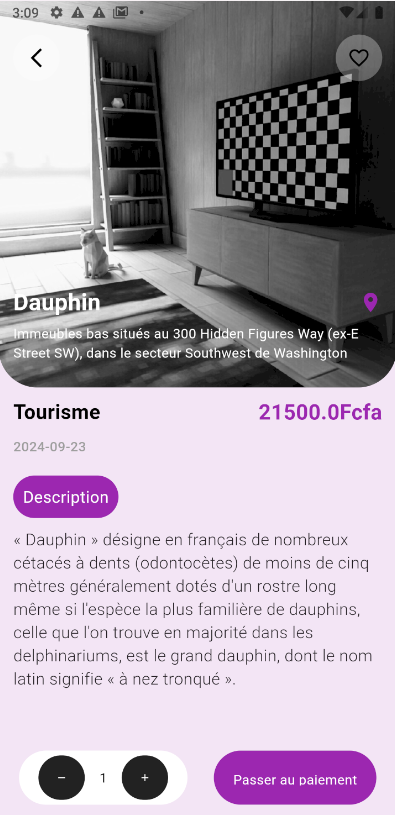 3:09
Dauphin
Immeubles bas situés au 300 Hidden Figures Way (ex-E
Street SW), dans le secteur Southwest de Washington
Tourisme 21500.0Fcfa
2024-09-23
Description
« Dauphin » désigne en français de nombreux
cétacés à dents (odontocètes) de moins de cinq
mètres généralement dotés d'un rostre long
même si l'espèce la plus familière de dauphins,
celle que l'on trouve en majorité dans les
delphinariums, est le grand dauphin, dont le nom
latin signifie « à nez tronqué ».
− 1 + Passer au paiement